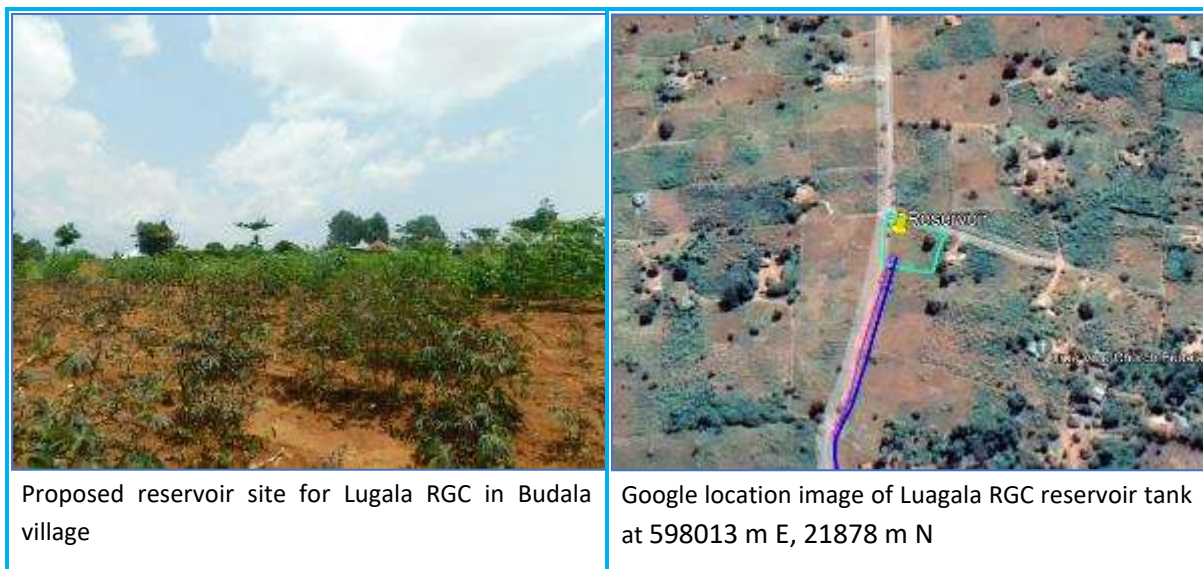 Reservoir
Proposed reservoir site for Lugala RGC in Budala
village
Google location image of Luagala RGC reservoir tank
at 598013 m E, 21878 m N